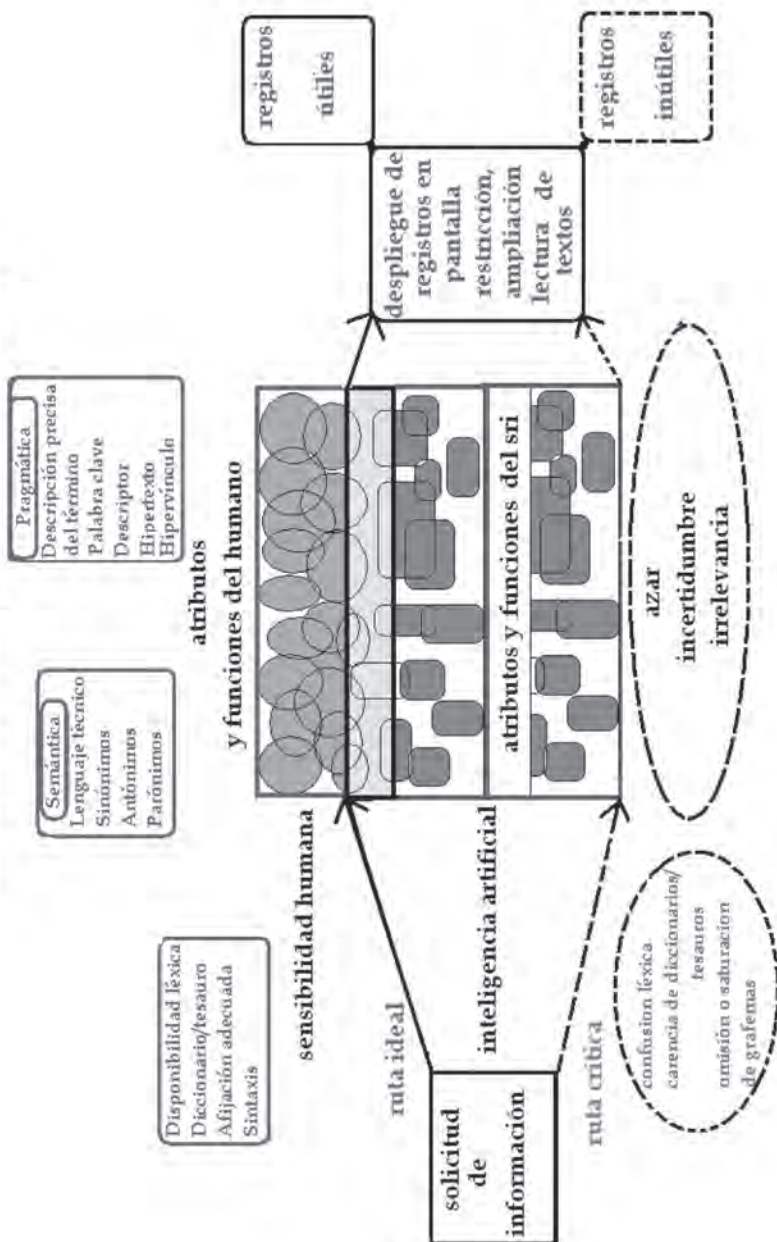 Disponibilidad léxica
Diccionario/tesauro
Afijación adecuada
Sintaxis
Semántica
Lenguaje técnico
Sinónimos
Antónimos
Parónimos
Pragmática
Descripción precisa
del término
Palabra clave
Descriptor
Hipertexto
Hipervínculo
atributos
y funciones del humano
sensibilidad humana
ruta ideal
inteligencia artificial
atributos y funciones del sri
solicitud
de
información
ruta crítica
despliegue de
registros en
pantalla
restricción,
ampliación
lectura de
textos
registros
útiles
registros
inútiles
confusion léxica
carencia de diccionarios/
tesauros
omisión o saturacion
de grafemas
azar
incertidumbre
irrelevancia